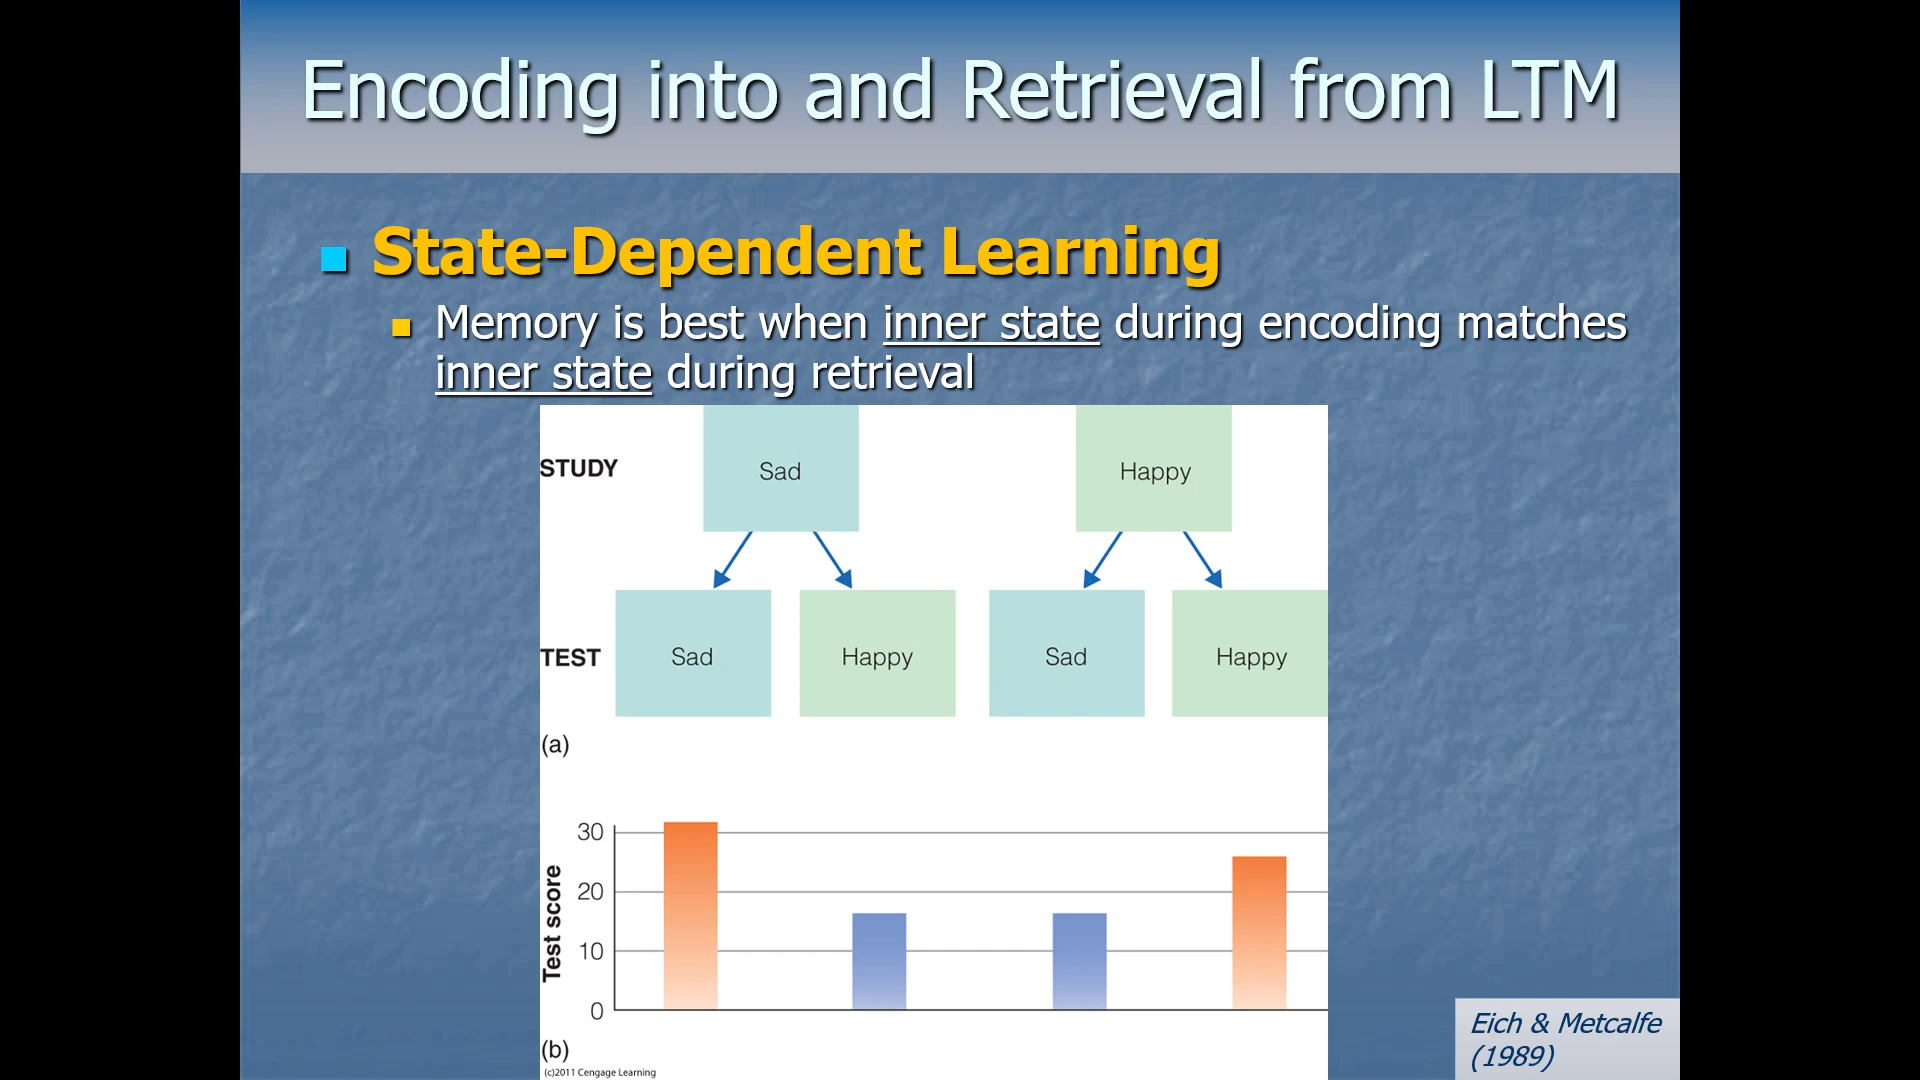 Encoding into and Retrieval from LTM
State-Dependent Learning
Memory is best when inner state during encoding matches
inner state during retrieval
STUDY
Sad
Happy
TEST
Sad
Happy
Sad
Happy
(a)
Test score
30
20
10
0
(b)
(c)2011 Cengage Learning
Eich & Metcalfe
(1989)